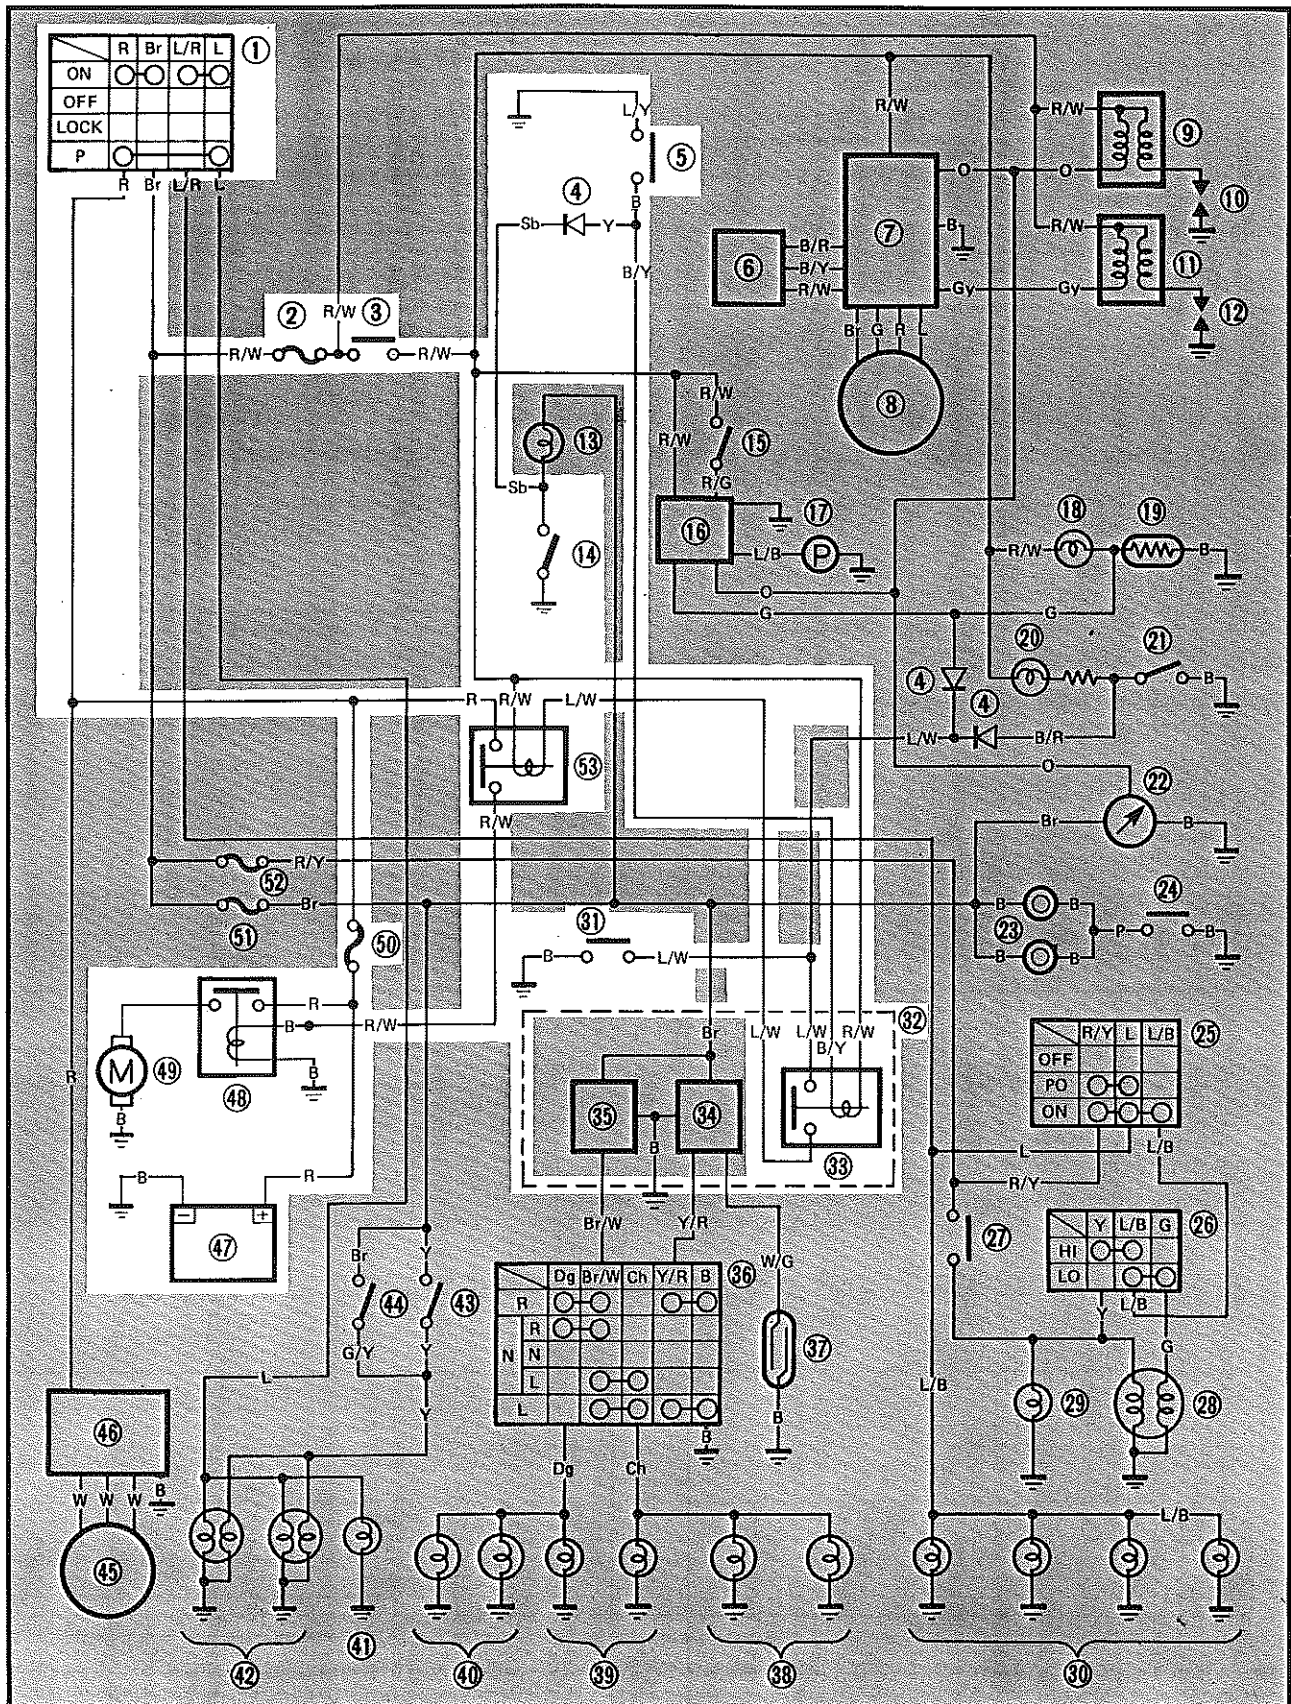 R Br L/R L ①
ON
OFF
LOCK
P
R Br L/R L
L/Y
⑤
④
B
Sb Y
B/Y
R/W
R/W ⑨
O O
⑩
⑦
B
R/W
⑪
⑥ B/R
B/Y
R/W
Gy Gy
⑫
Br G R L
⑧
② R/W ③
R/W R/W
⑬
R/W
R/W ⑮
R/G
Sb
⑭
⑯ ⑰
L/B P
⑱ ⑲
R/W B
O
G G
⑳ ㉑
④ B
④
L/W B/R
R R/W L/W
㊾
R/W
O
㉒
Br B
R/Y
52
Br
51
50
㉛
B L/W
B B
㉓ ㉔
P B
B B
R
B R/W
B
M 49
B
48
R
Br L/W L/W R/W ㉜
B/Y
㉟ ㉞
B
㉝
R/Y L L/B ㉕
OFF
PO
ON
L
L/B
R/Y
B R
− +
47
Br/W Y/R
W/G
㉗
Y L/B G ㉖
HI
LO
L/B
Y
G
Br Y
44 43
G/Y Y
Y
L
Dg Br/W Ch Y/R B ㊱
R
R
N N
L
L
B
㊲
B
L/B
㉙ ㉘
46
W W W B
45
Dg Ch
L/B
42 41 40 39 38 ㉚